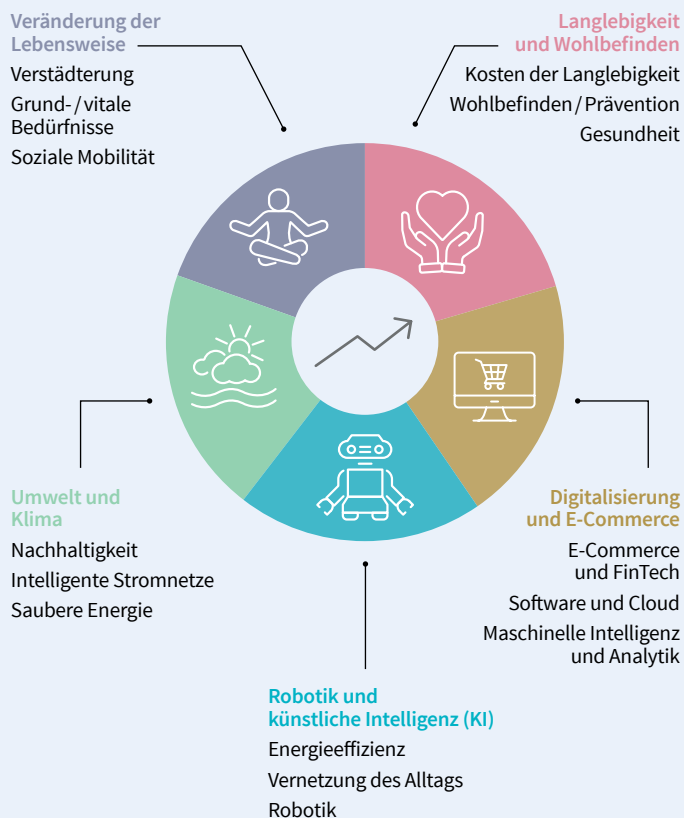 Veränderung der
Lebensweise
Verstädterung
Grund- / vitale
Bedürfnisse
Soziale Mobilität
Langlebigkeit
und Wohlbefinden
Kosten der Langlebigkeit
Wohlbefinden / Prävention
Gesundheit
Umwelt und
Klima
Nachhaltigkeit
Intelligente Stromnetze
Saubere Energie
Digitalisierung
und E-Commerce
E-Commerce
und FinTech
Software und Cloud
Maschinelle Intelligenz
und Analytik
Robotik und
künstliche Intelligenz (KI)
Energieeffizienz
Vernetzung des Alltags
Robotik